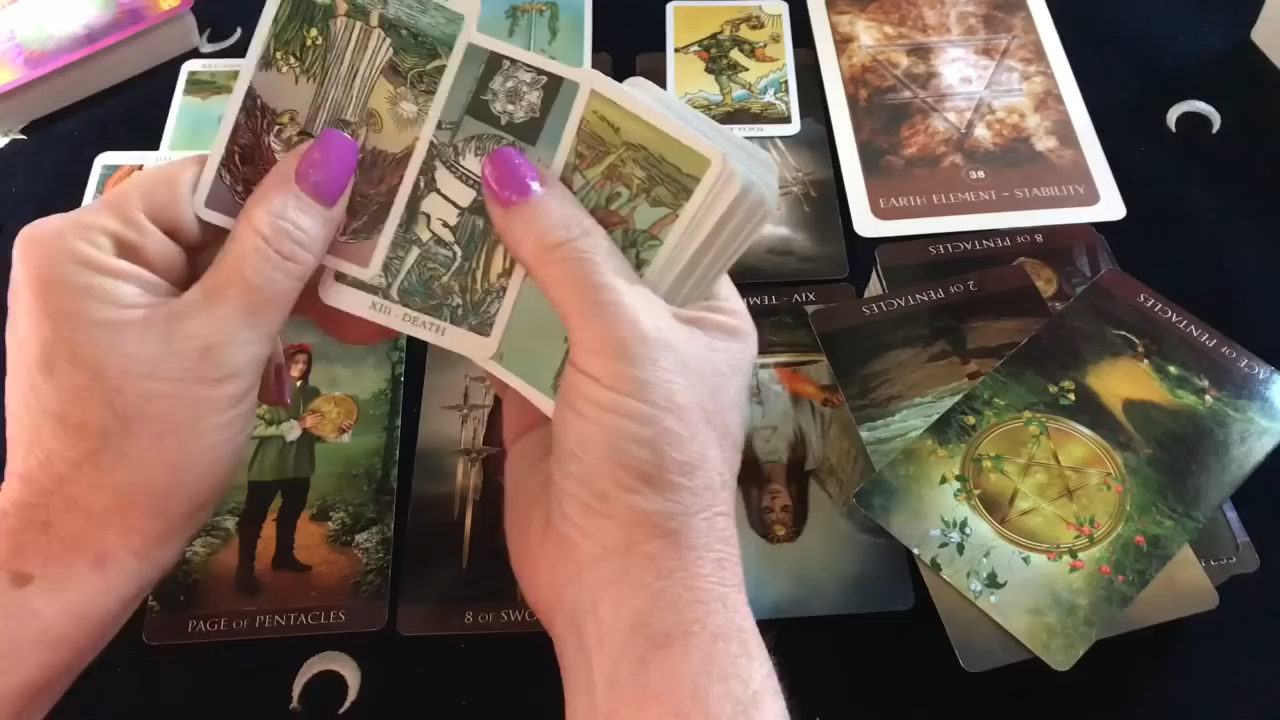 38
EARTH ELEMENT ~ STABILITY
8 OF PENTACLES
XIII - DEATH
XIV - TEM
2 OF PENTACLES
ACE OF PENTACLES
PAGE OF PENTACLES
8 OF SWO